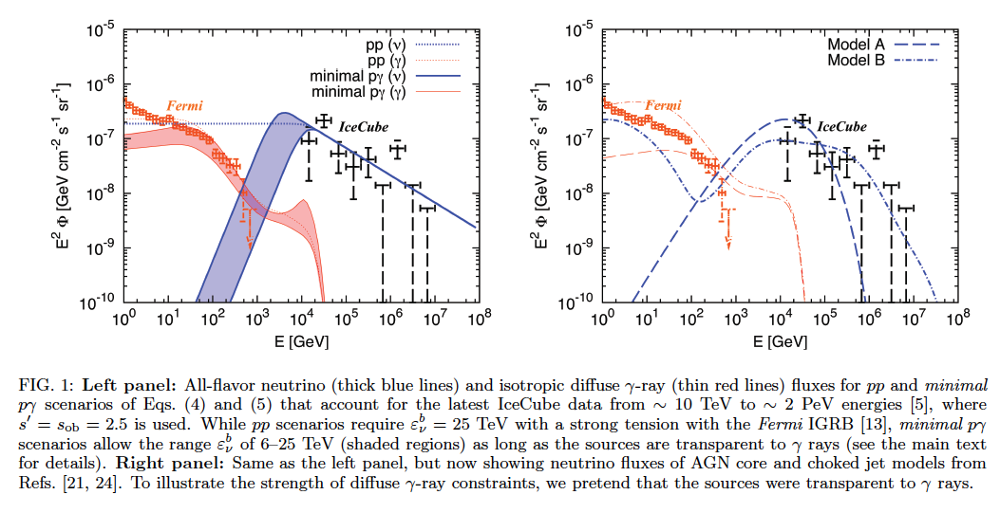 10^-5
10^-6
10^-7
10^-8
10^-9
10^-10
E^2 Φ [GeV cm^-2 s^-1 sr^-1]
pp (ν)
pp (γ)
minimal pγ (ν)
minimal pγ (γ)
Fermi
IceCube
10^0 10^1 10^2 10^3 10^4 10^5 10^6 10^7 10^8
E [GeV]
10^-5
10^-6
10^-7
10^-8
10^-9
10^-10
E^2 Φ [GeV cm^-2 s^-1 sr^-1]
Model A
Model B
Fermi
IceCube
10^0 10^1 10^2 10^3 10^4 10^5 10^6 10^7 10^8
E [GeV]
FIG. 1: Left panel: All-flavor neutrino (thick blue lines) and isotropic diffuse γ-ray (thin red lines) fluxes for pp and minimal
pγ scenarios of Eqs. (4) and (5) that account for the latest IceCube data from ∼ 10 TeV to ∼ 2 PeV energies [5], where
s′ = s_ob = 2.5 is used. While pp scenarios require ε_ν^b = 25 TeV with a strong tension with the Fermi IGRB [13], minimal pγ
scenarios allow the range ε_ν^b of 6–25 TeV (shaded regions) as long as the sources are transparent to γ rays (see the main text
for details). Right panel: Same as the left panel, but now showing neutrino fluxes of AGN core and choked jet models from
Refs. [21, 24]. To illustrate the strength of diffuse γ-ray constraints, we pretend that the sources were transparent to γ rays.